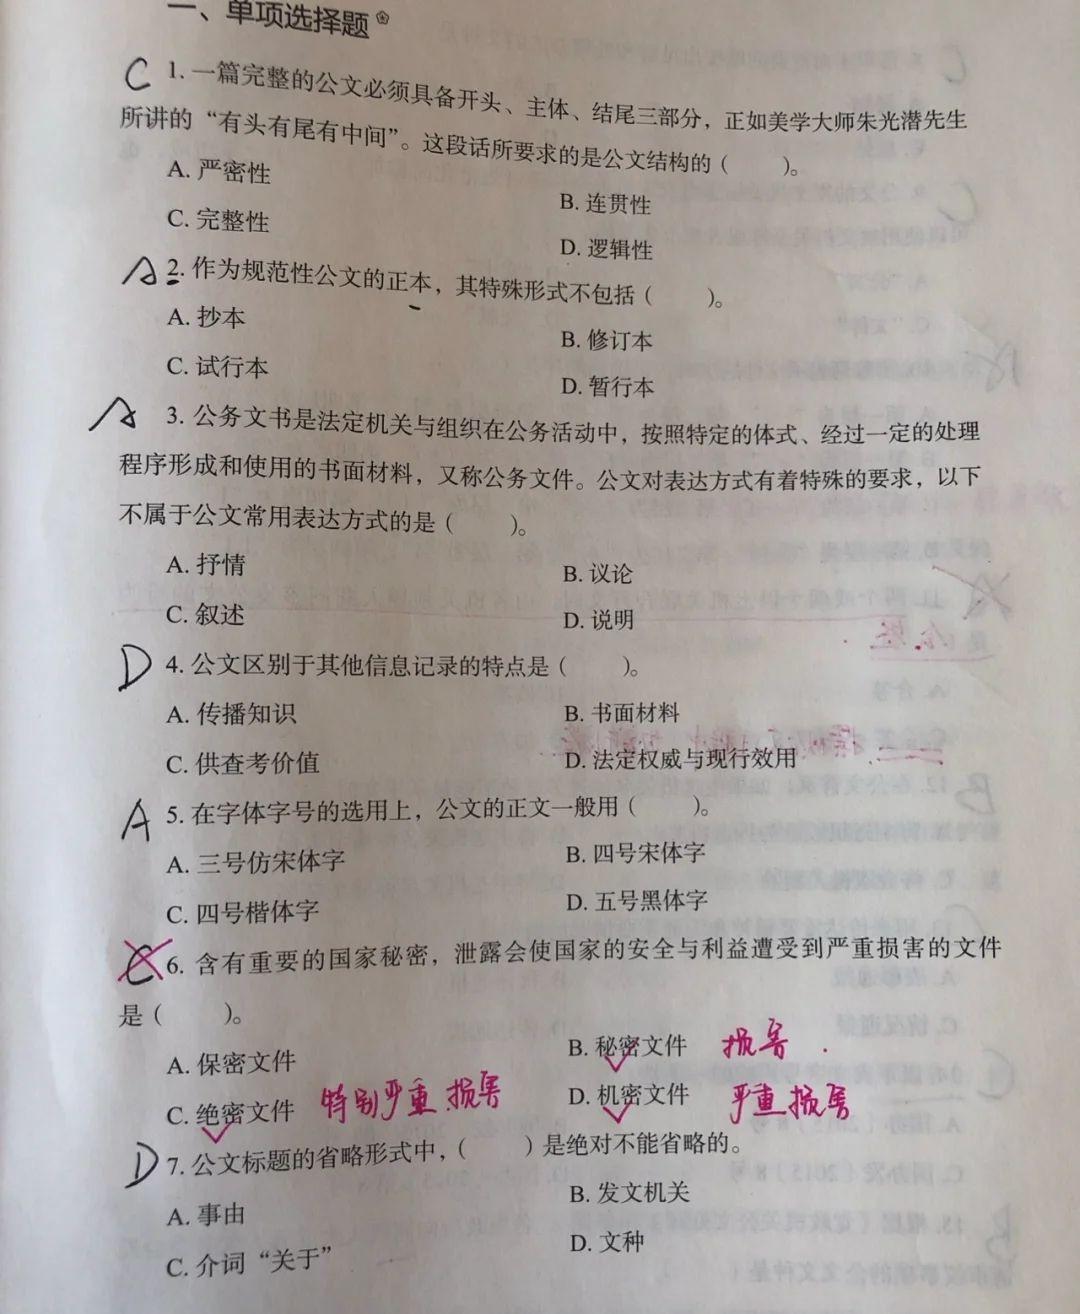 一、单项选择题
C 1. 一篇完整的公文必须具备开头、主体、结尾三部分，正如美学大师朱光潜先生
所讲的“有头有尾有中间”。这段话所要求的是公文结构的（　　）。
A. 严密性
B. 连贯性
C. 完整性
D. 逻辑性
A 2. 作为规范性公文的正本，其特殊形式不包括（　　）。
A. 抄本
B. 修订本
C. 试行本
D. 暂行本
A 3. 公务文书是法定机关与组织在公务活动中，按照特定的体式、经过一定的处理
程序形成和使用的书面材料，又称公务文件。公文对表达方式有着特殊的要求，以下
不属于公文常用表达方式的是（　　）。
A. 抒情
B. 议论
C. 叙述
D. 说明
D 4. 公文区别于其他信息记录的特点是（　　）。
A. 传播知识
B. 书面材料
C. 供查考价值
D. 法定权威与现行效用
A 5. 在字体字号的选用上，公文的正文一般用（　　）。
A. 三号仿宋体字
B. 四号宋体字
C. 四号楷体字
D. 五号黑体字
C 6. 含有重要的国家秘密，泄露会使国家的安全与利益遭受到严重损害的文件
是（　　）。
A. 保密文件
B. 秘密文件 损害．
C. 绝密文件 特别严重损害
D. 机密文件 严重损害
D 7. 公文标题的省略形式中，（　　）是绝对不能省略的。
A. 事由
B. 发文机关
C. 介词“关于”
D. 文种